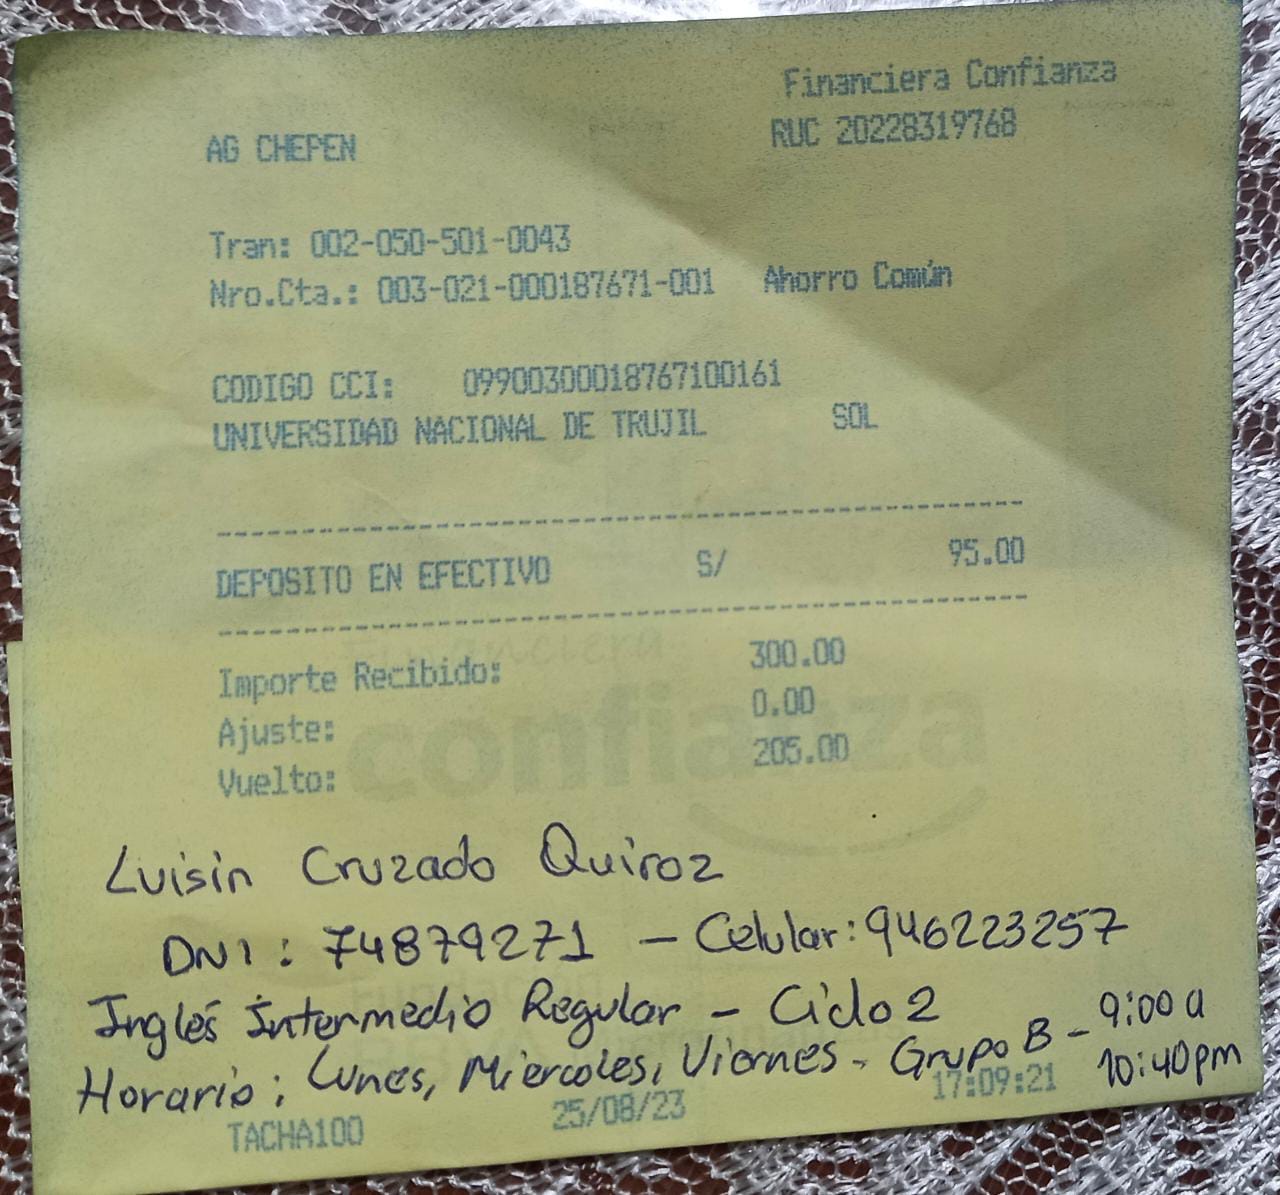 Financiera Confianza
AG CHEPEN RUC 20228319768
Tran: 002-050-501-0043
Nro.Cta.: 003-021-000187671-001 Ahorro Común
CODIGO CCI: 09900300018767100161
UNIVERSIDAD NACIONAL DE TRUJIL SOL
DEPOSITO EN EFECTIVO S/ 95.00
Importe Recibido: 300.00
Ajuste: 0.00
Vuelto: 205.00
Financiera
confianza
Luisin Cruzado Quiroz
DNI: 74879271 - Celular: 946223257
Inglés Intermedio Regular - Ciclo 2
Horario: Lunes, Miercoles, Viernes - Grupo B - 9:00 a 10:40pm
TACHA100 25/08/23 17:09:21